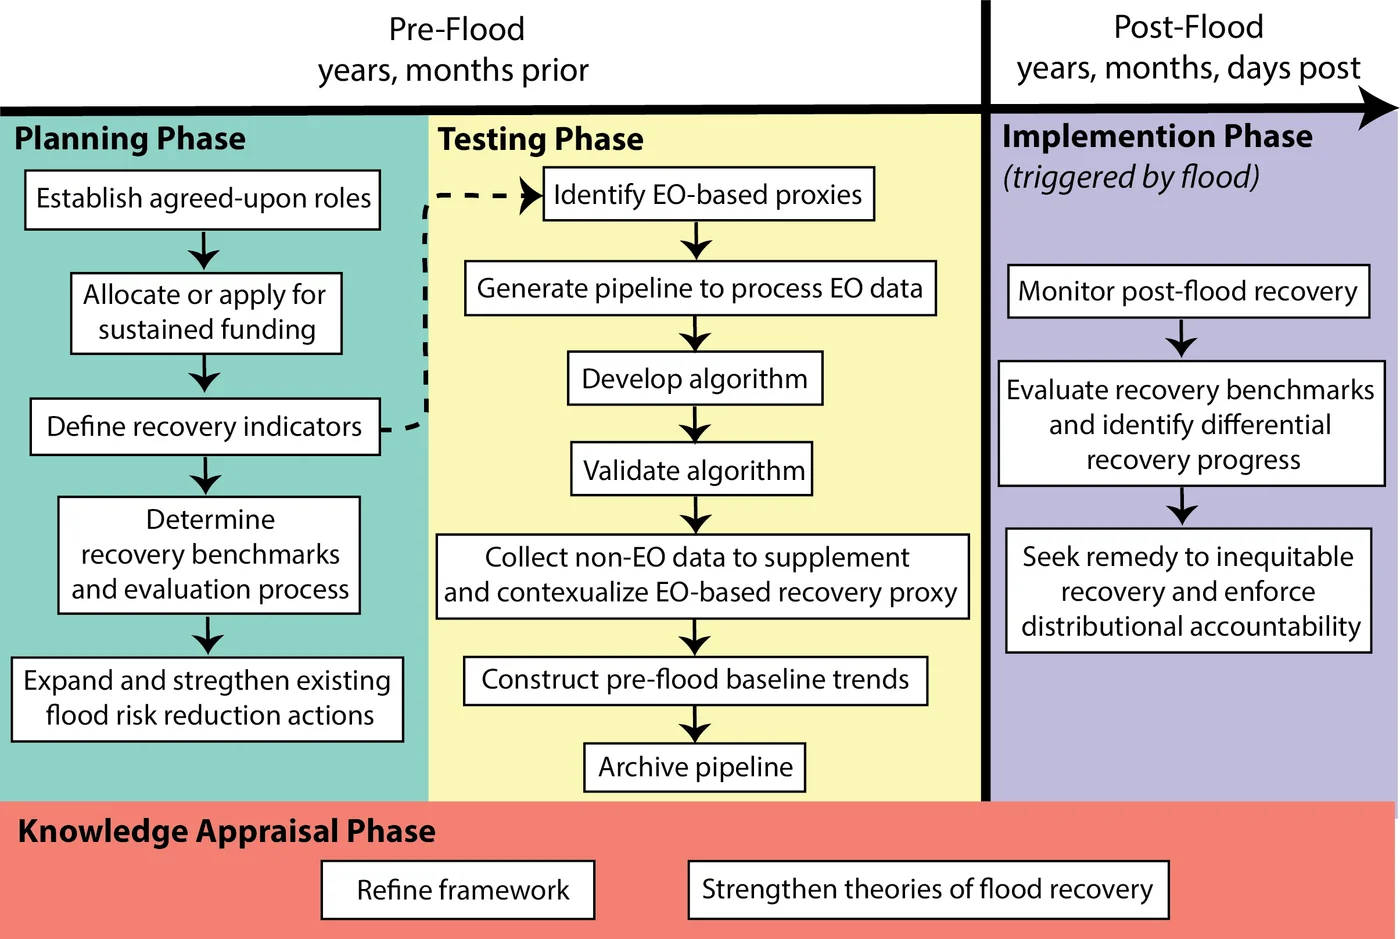 Pre-Flood
years, months prior
Post-Flood
years, months, days post
Planning Phase
Establish agreed-upon roles
Allocate or apply for
sustained funding
Define recovery indicators
Determine
recovery benchmarks
and evaluation process
Expand and stregthen existing
flood risk reduction actions
Testing Phase
Identify EO-based proxies
Generate pipeline to process EO data
Develop algorithm
Validate algorithm
Collect non-EO data to supplement
and contexualize EO-based recovery proxy
Construct pre-flood baseline trends
Archive pipeline
Implemention Phase
(triggered by flood)
Monitor post-flood recovery
Evaluate recovery benchmarks
and identify differential
recovery progress
Seek remedy to inequitable
recovery and enforce
distributional accountability
Knowledge Appraisal Phase
Refine framework
Strengthen theories of flood recovery